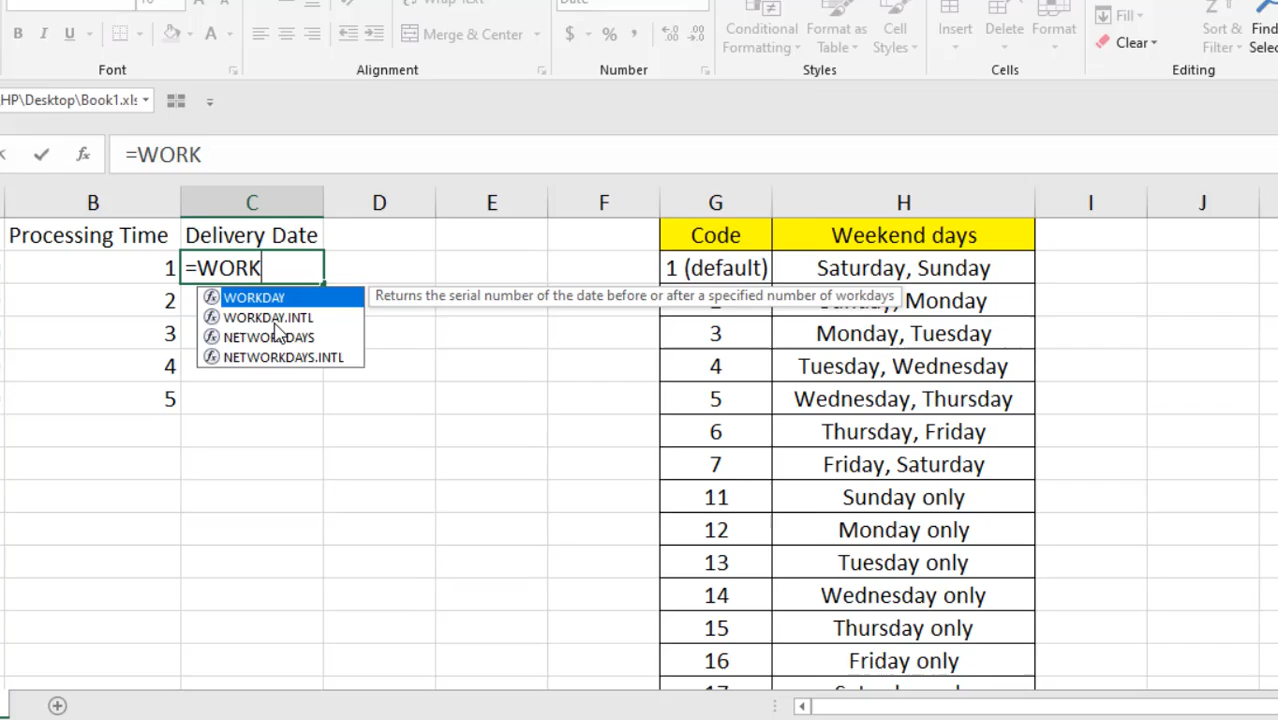 Wrap Text
Date
B I U A
Merge & Center
$ % ,
Conditional Formatting
Format as Table
Cell Styles
Insert
Delete
Format
Fill
Clear
Sort & Filter
Font
Alignment
Number
Styles
Cells
Editing
HP\Desktop\Book1.xls
fx =WORK
B C D E F G H I J
Processing Time Delivery Date Code Weekend days
1 =WORK 1 (default) Saturday, Sunday
WORKDAY Returns the serial number of the date before or after a specified number of workdays
WORKDAY.INTL
NETWORKDAYS
NETWORKDAYS.INTL
2 Monday
3 3 Monday, Tuesday
4 4 Tuesday, Wednesday
5 5 Wednesday, Thursday
6 Thursday, Friday
7 Friday, Saturday
11 Sunday only
12 Monday only
13 Tuesday only
14 Wednesday only
15 Thursday only
16 Friday only